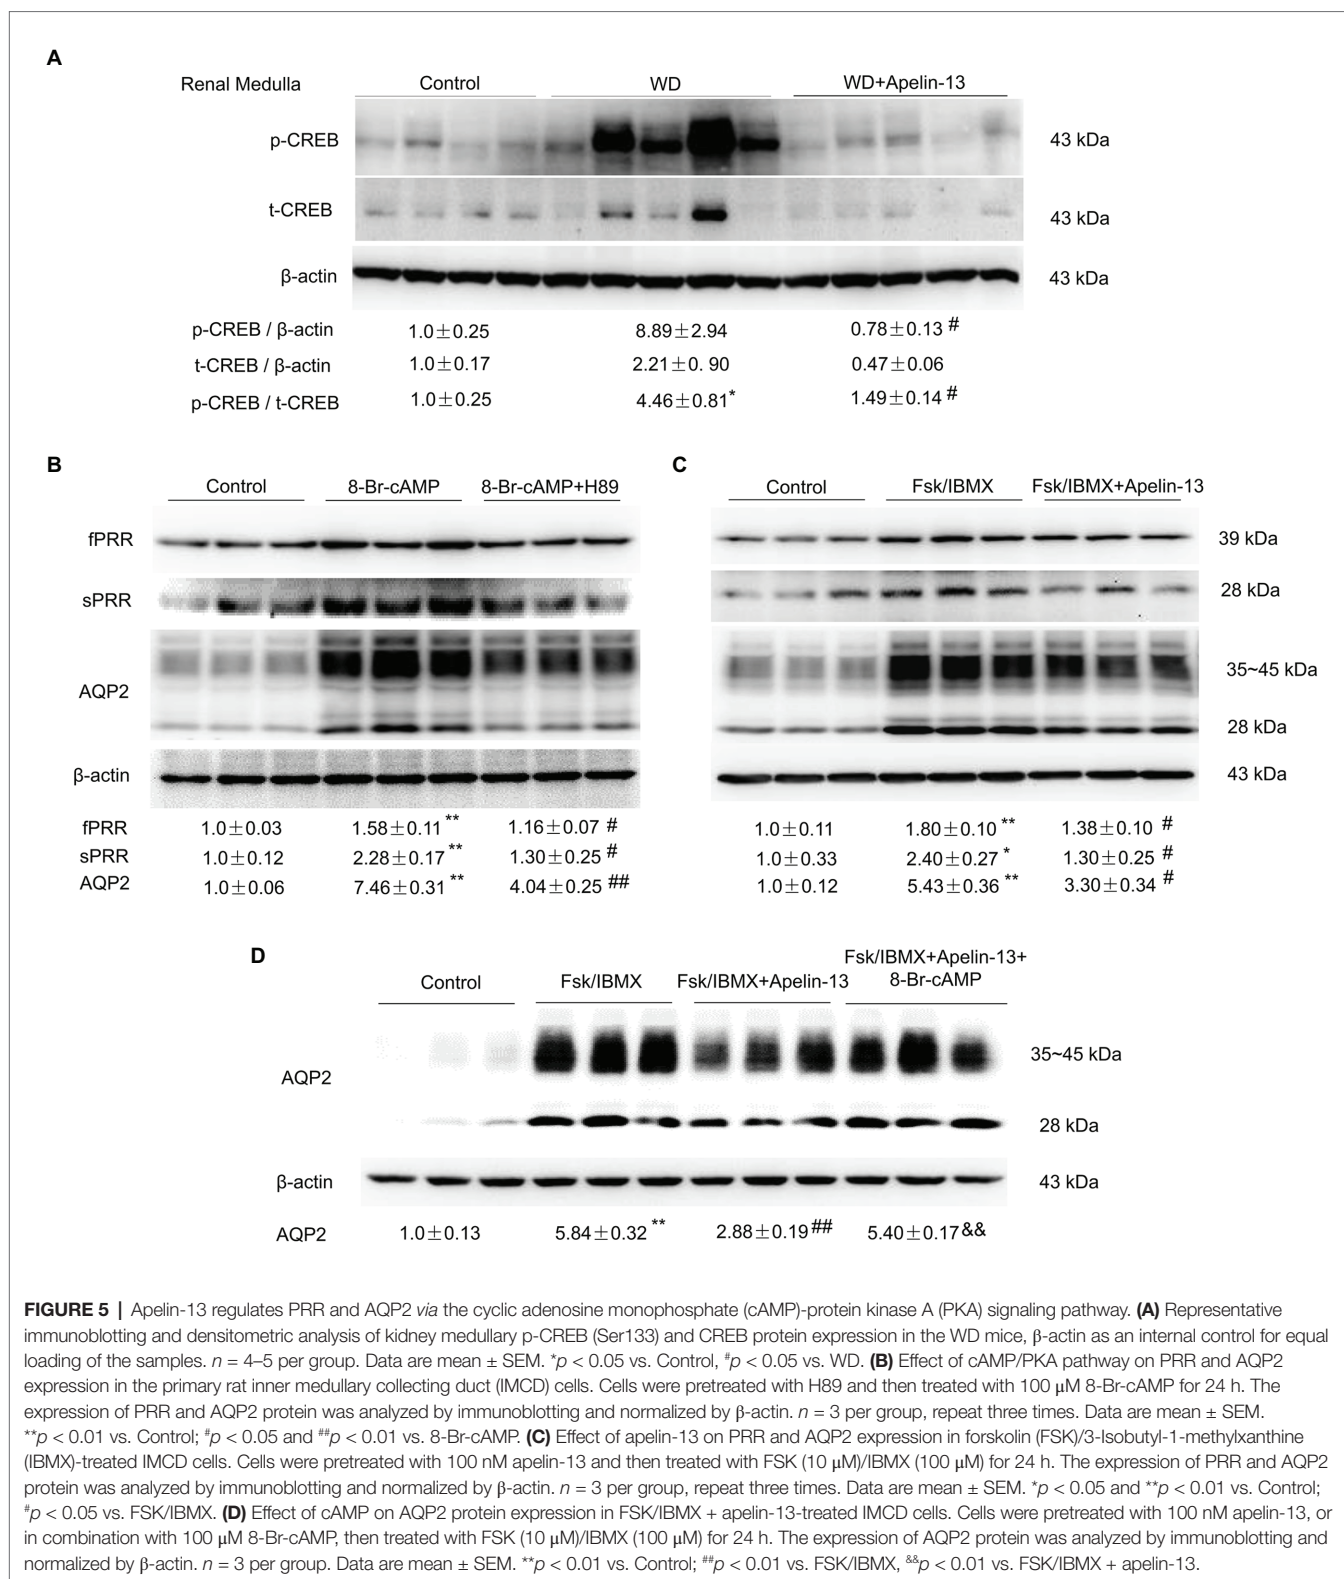 A
Renal Medulla Control WD WD+Apelin-13
p-CREB 43 kDa
t-CREB 43 kDa
β-actin 43 kDa
p-CREB / β-actin 1.0±0.25 8.89±2.94 0.78±0.13 #
t-CREB / β-actin 1.0±0.17 2.21±0. 90 0.47±0.06
p-CREB / t-CREB 1.0±0.25 4.46±0.81* 1.49±0.14 #
B
Control 8-Br-cAMP 8-Br-cAMP+H89
fPRR
sPRR
AQP2
β-actin
fPRR 1.0±0.03 1.58±0.11 ** 1.16±0.07 #
sPRR 1.0±0.12 2.28±0.17 ** 1.30±0.25 #
AQP2 1.0±0.06 7.46±0.31 ** 4.04±0.25 ##
C
Control Fsk/IBMX Fsk/IBMX+Apelin-13
39 kDa
28 kDa
35~45 kDa
28 kDa
43 kDa
1.0±0.11 1.80±0.10 ** 1.38±0.10 #
1.0±0.33 2.40±0.27 * 1.30±0.25 #
1.0±0.12 5.43±0.36 ** 3.30±0.34 #
D
Fsk/IBMX+Apelin-13+
Control Fsk/IBMX Fsk/IBMX+Apelin-13 8-Br-cAMP
35~45 kDa
AQP2
28 kDa
β-actin 43 kDa
AQP2 1.0±0.13 5.84±0.32 ** 2.88±0.19 ## 5.40±0.17 &&
FIGURE 5 | Apelin-13 regulates PRR and AQP2 via the cyclic adenosine monophosphate (cAMP)-protein kinase A (PKA) signaling pathway. (A) Representative
immunoblotting and densitometric analysis of kidney medullary p-CREB (Ser133) and CREB protein expression in the WD mice, β-actin as an internal control for equal
loading of the samples. n = 4–5 per group. Data are mean ± SEM. *p < 0.05 vs. Control, #p < 0.05 vs. WD. (B) Effect of cAMP/PKA pathway on PRR and AQP2
expression in the primary rat inner medullary collecting duct (IMCD) cells. Cells were pretreated with H89 and then treated with 100 μM 8-Br-cAMP for 24 h. The
expression of PRR and AQP2 protein was analyzed by immunoblotting and normalized by β-actin. n = 3 per group, repeat three times. Data are mean ± SEM.
**p < 0.01 vs. Control; #p < 0.05 and ##p < 0.01 vs. 8-Br-cAMP. (C) Effect of apelin-13 on PRR and AQP2 expression in forskolin (FSK)/3-Isobutyl-1-methylxanthine
(IBMX)-treated IMCD cells. Cells were pretreated with 100 nM apelin-13 and then treated with FSK (10 μM)/IBMX (100 μM) for 24 h. The expression of PRR and AQP2
protein was analyzed by immunoblotting and normalized by β-actin. n = 3 per group, repeat three times. Data are mean ± SEM. *p < 0.05 and **p < 0.01 vs. Control;
#p < 0.05 vs. FSK/IBMX. (D) Effect of cAMP on AQP2 protein expression in FSK/IBMX + apelin-13-treated IMCD cells. Cells were pretreated with 100 nM apelin-13, or
in combination with 100 μM 8-Br-cAMP, then treated with FSK (10 μM)/IBMX (100 μM) for 24 h. The expression of AQP2 protein was analyzed by immunoblotting and
normalized by β-actin. n = 3 per group. Data are mean ± SEM. **p < 0.01 vs. Control; ##p < 0.01 vs. FSK/IBMX, &&p < 0.01 vs. FSK/IBMX + apelin-13.